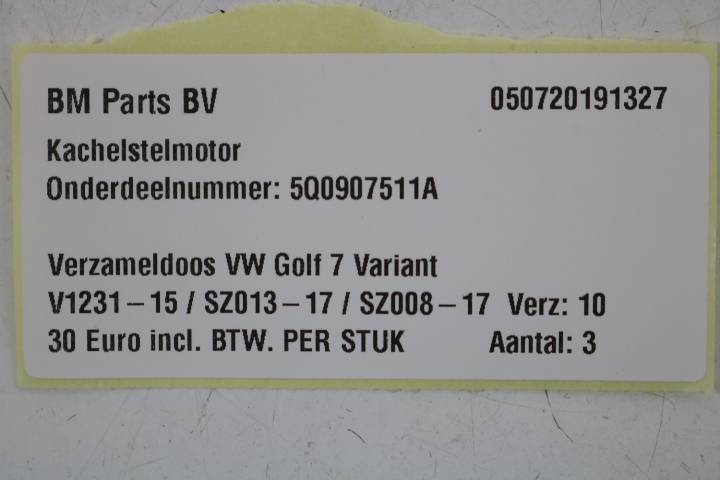 BM Parts BV 050720191327
Kachelstelmotor
Onderdeelnummer: 5Q0907511A
Verzameldoos VW Golf 7 Variant
V1231-15 / SZ013-17 / SZ008-17 Verz: 10
30 Euro incl. BTW. PER STUK Aantal: 3